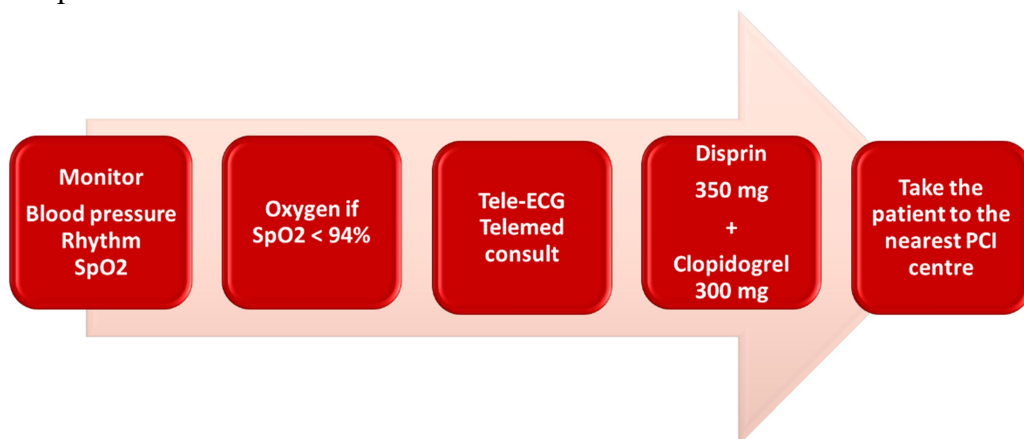 Monitor
Blood pressure
Rhythm
SpO2
Oxygen if
SpO2 < 94%
Tele-ECG
Telemed
consult
Disprin
350 mg
+
Clopidogrel
300 mg
Take the
patient to the
nearest PCI
centre